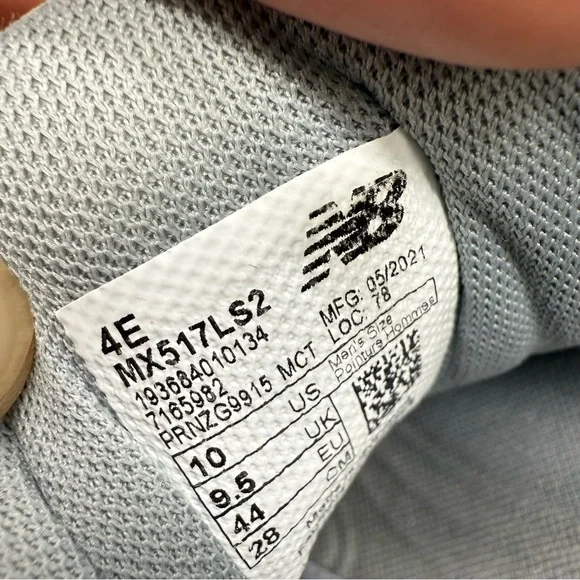 NB
4E
MX517LS2
193684010134
7165982
PRNZG9915 MCT
MFG: 05/2021
LOC: 78
Men's Size
Pointure Hommes
10 US
9.5 UK
44 EU
28 CM